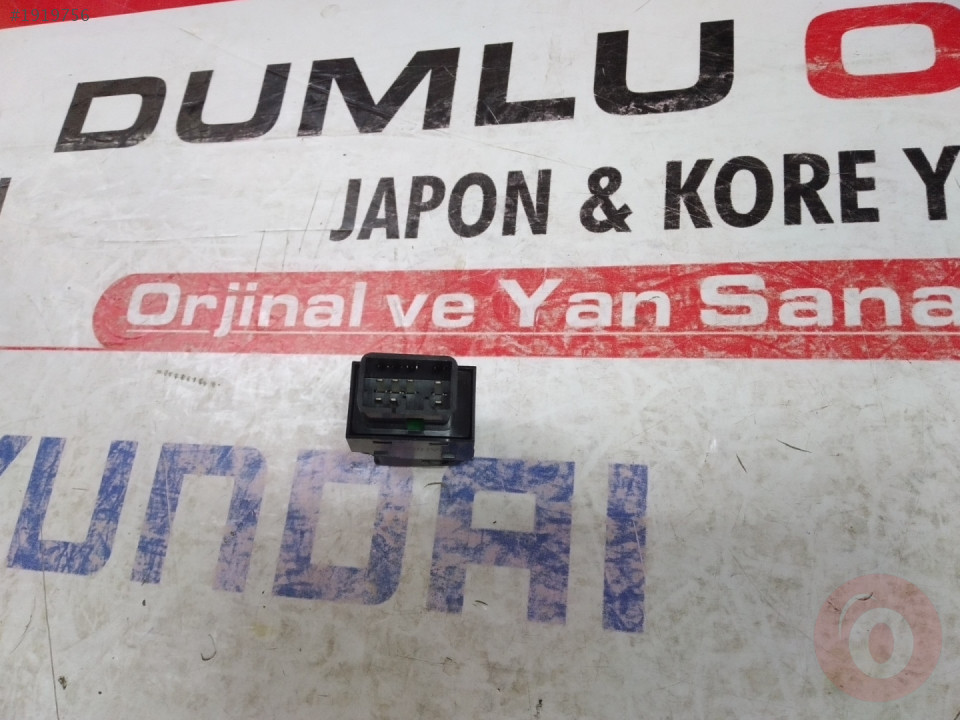 DUMLU O
JAPON & KORE Y
Orjinal ve Yan Sana
YUNDAI